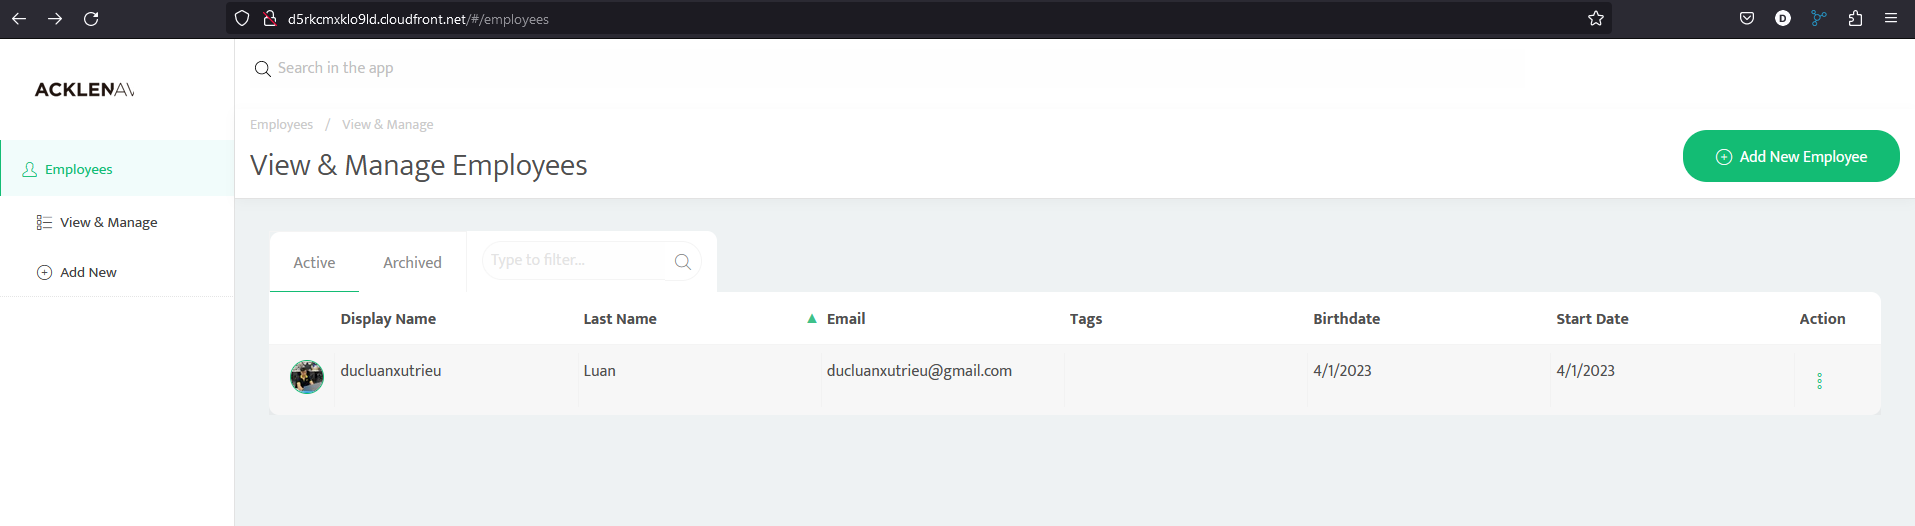 d5rkcmxklo9ld.cloudfront.net/#/employees
D
ACKLENAV
Search in the app
Employees / View & Manage
View & Manage Employees
Add New Employee
Employees
View & Manage
Add New
Active Archived Type to filter...
Display Name Last Name Email Tags Birthdate Start Date Action
ducluanxutrieu Luan ducluanxutrieu@gmail.com 4/1/2023 4/1/2023